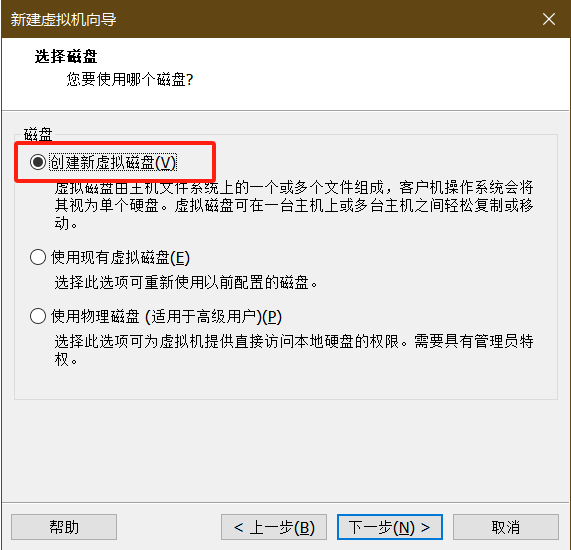 新建虚拟机向导
选择磁盘
您要使用哪个磁盘?
磁盘
创建新虚拟磁盘(V)
虚拟磁盘由主机文件系统上的一个或多个文件组成，客户机操作系统会将
其视为单个硬盘。虚拟磁盘可在一台主机上或多台主机之间轻松复制或移
动。
使用现有虚拟磁盘(E)
选择此选项可重新使用以前配置的磁盘。
使用物理磁盘 (适用于高级用户)(P)
选择此选项可为虚拟机提供直接访问本地硬盘的权限。需要具有管理员特
权。
帮助
< 上一步(B)
下一步(N) >
取消